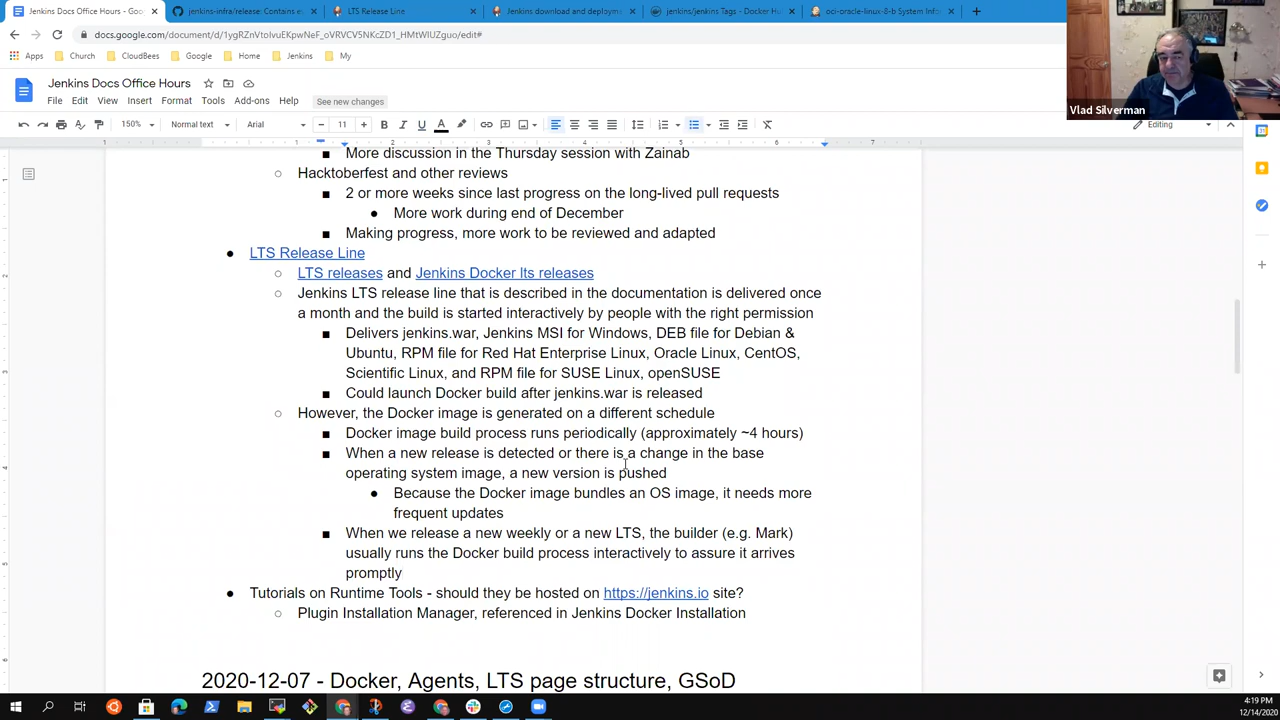 Jenkins Docs Office Hours - Goo
jenkins-infra/release: Contains e
LTS Release Line
Jenkins download and deploym
jenkins/jenkins Tags - Docker Hu
oci-oracle-linux-8-b System Info
docs.google.com/document/d/1ygRZnVtoIvuEKpwNeF_oVRVCV5NKcZD1_HMtWIUZguo/edit#
Apps
Church
CloudBees
Google
Home
Jenkins
My
Jenkins Docs Office Hours
File Edit View Insert Format Tools Add-ons Help
See new changes
150%
Normal text
Arial
11
Editing
Vlad Silverman
More discussion in the Thursday session with Zainab
Hacktoberfest and other reviews
2 or more weeks since last progress on the long-lived pull requests
More work during end of December
Making progress, more work to be reviewed and adapted
LTS Release Line
LTS releases and Jenkins Docker lts releases
Jenkins LTS release line that is described in the documentation is delivered once
a month and the build is started interactively by people with the right permission
Delivers jenkins.war, Jenkins MSI for Windows, DEB file for Debian &
Ubuntu, RPM file for Red Hat Enterprise Linux, Oracle Linux, CentOS,
Scientific Linux, and RPM file for SUSE Linux, openSUSE
Could launch Docker build after jenkins.war is released
However, the Docker image is generated on a different schedule
Docker image build process runs periodically (approximately ~4 hours)
When a new release is detected or there is a change in the base
operating system image, a new version is pushed
Because the Docker image bundles an OS image, it needs more
frequent updates
When we release a new weekly or a new LTS, the builder (e.g. Mark)
usually runs the Docker build process interactively to assure it arrives
promptly
Tutorials on Runtime Tools - should they be hosted on https://jenkins.io site?
Plugin Installation Manager, referenced in Jenkins Docker Installation
2020-12-07 - Docker, Agents, LTS page structure, GSoD
4:19 PM
12/14/2020